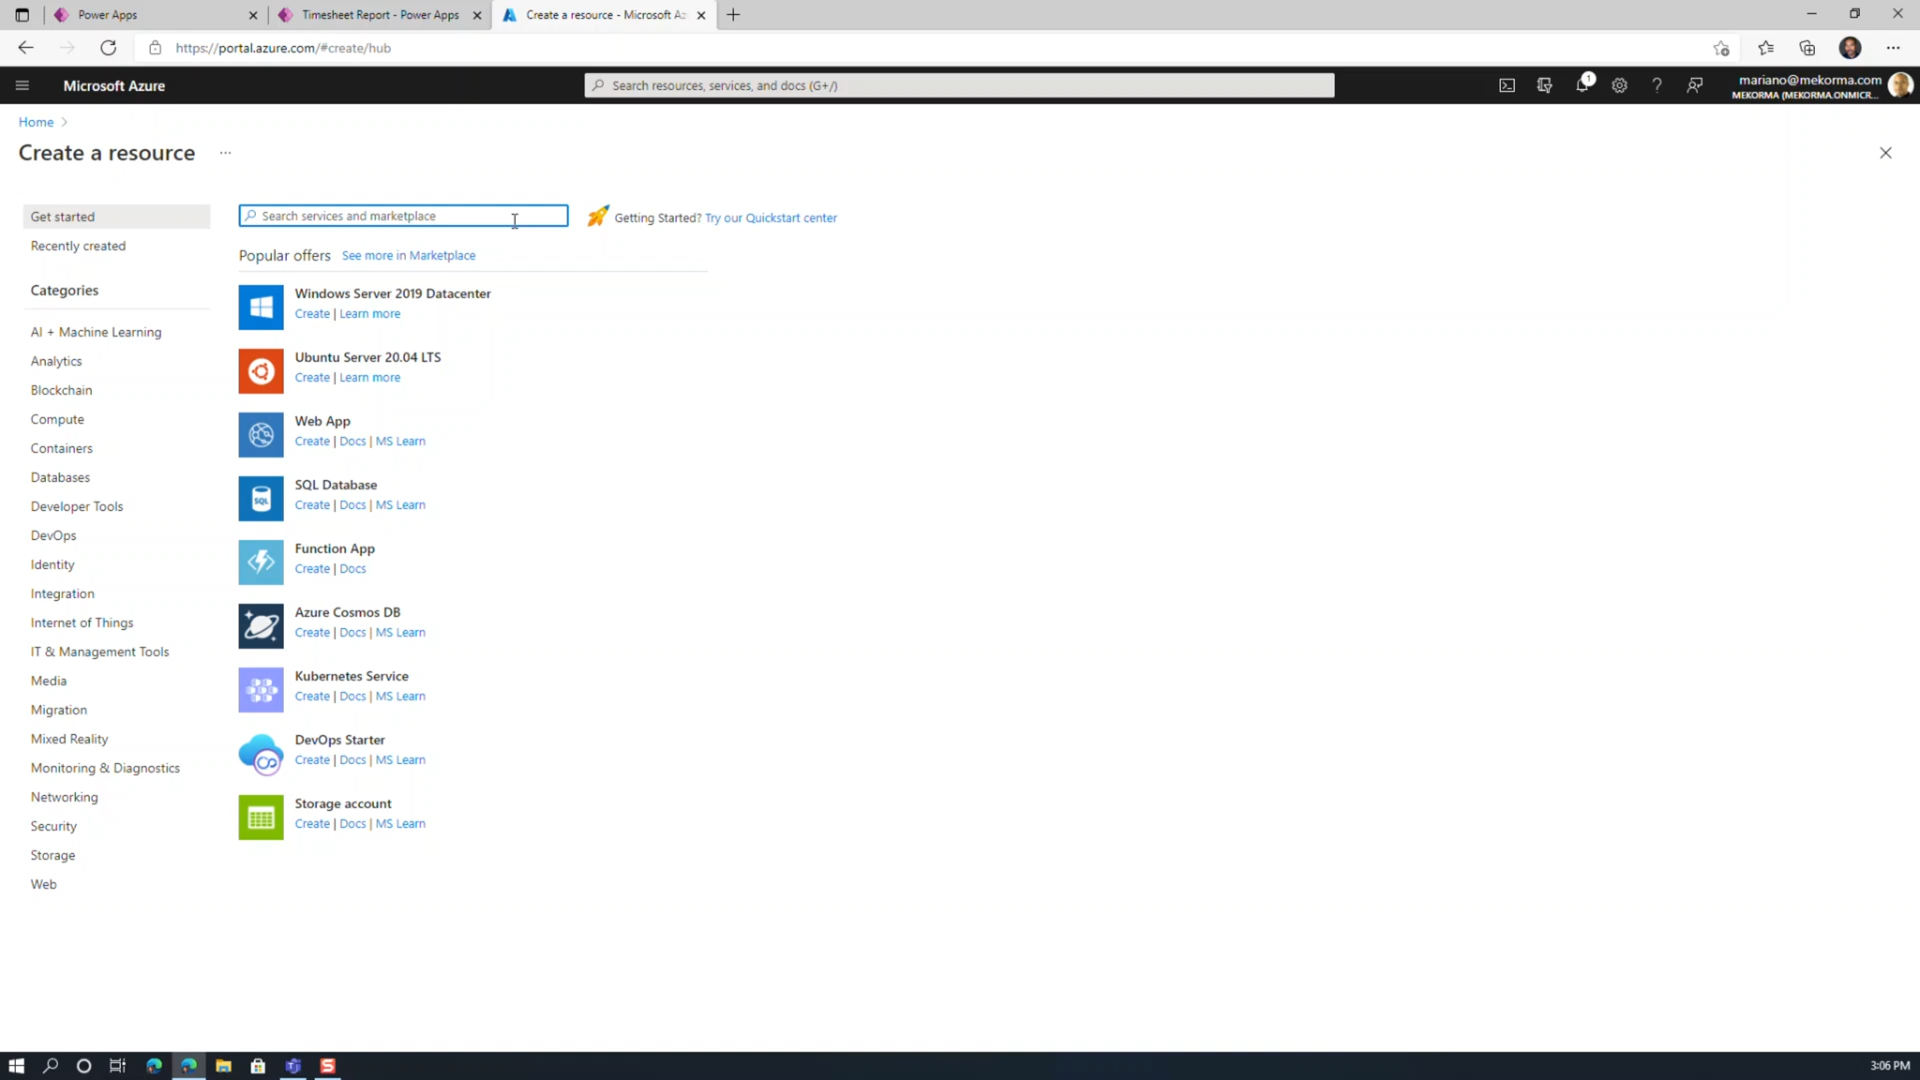 Power Apps
Timesheet Report - Power Apps
Create a resource - Microsoft Az
https://portal.azure.com/#create/hub
Microsoft Azure
Search resources, services, and docs (G+/)
1
mariano@mekorma.com
MEKORMA (MEKORMA.ONMICR...
Home >
Create a resource ...
Get started
Recently created
Categories
AI + Machine Learning
Analytics
Blockchain
Compute
Containers
Databases
Developer Tools
DevOps
Identity
Integration
Internet of Things
IT & Management Tools
Media
Migration
Mixed Reality
Monitoring & Diagnostics
Networking
Security
Storage
Web
Search services and marketplace
Getting Started? Try our Quickstart center
Popular offers See more in Marketplace
Windows Server 2019 Datacenter
Create | Learn more
Ubuntu Server 20.04 LTS
Create | Learn more
Web App
Create | Docs | MS Learn
SQL
SQL Database
Create | Docs | MS Learn
Function App
Create | Docs
Azure Cosmos DB
Create | Docs | MS Learn
Kubernetes Service
Create | Docs | MS Learn
DevOps Starter
Create | Docs | MS Learn
Storage account
Create | Docs | MS Learn
3:06 PM